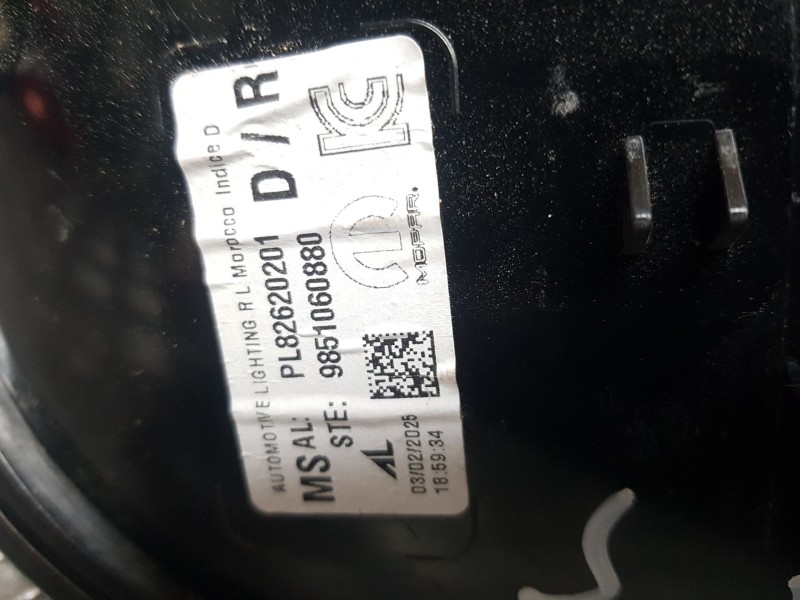 AUTOMOTIVE LIGHTING R L Morocco Indice D
MS AL: PL82620201 D / R
STE: 9851060880
MOPAR.
AL
03/02/2025
18:59:34